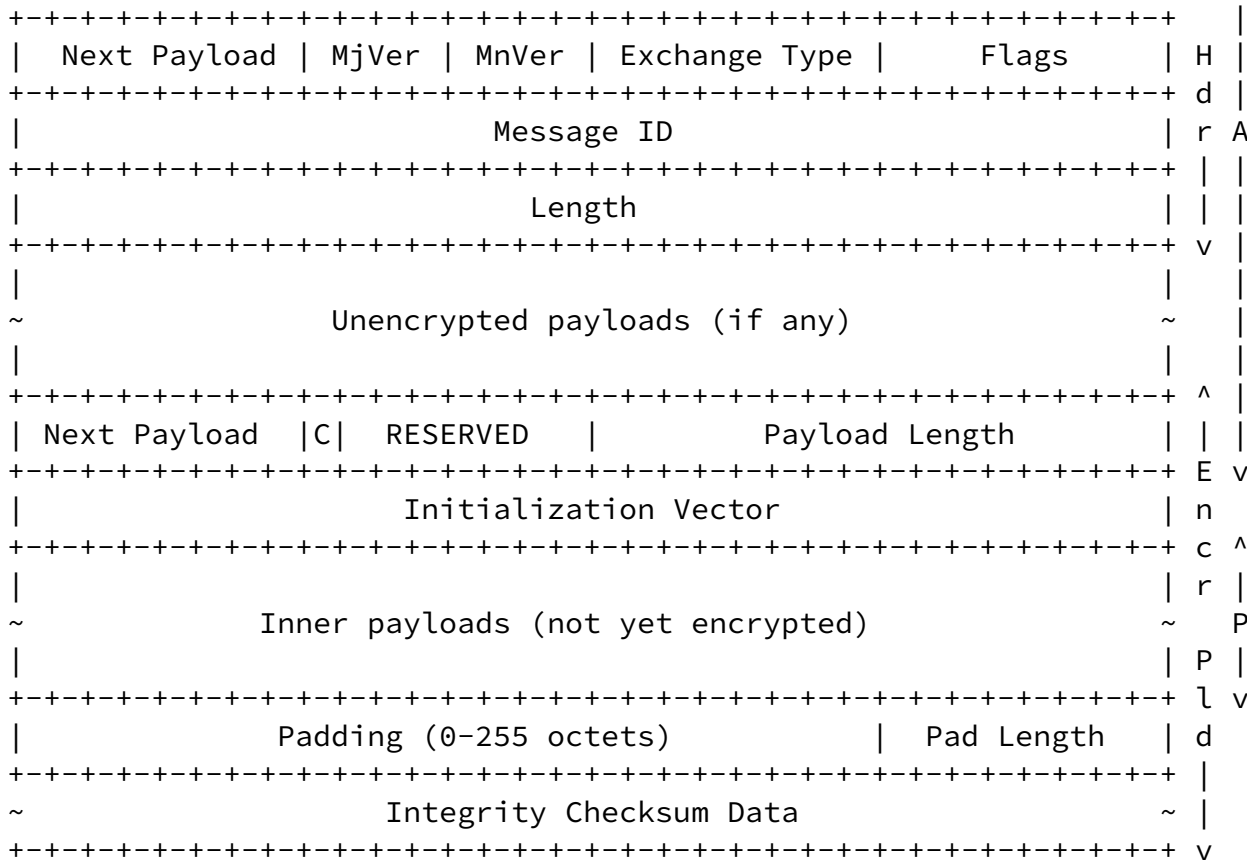 +-+-+-+-+-+-+-+-+-+-+-+-+-+-+-+-+-+-+-+-+-+-+-+-+-+-+-+-+-+-+-+-+   |
|  Next Payload | MjVer | MnVer | Exchange Type |     Flags     | H |
+-+-+-+-+-+-+-+-+-+-+-+-+-+-+-+-+-+-+-+-+-+-+-+-+-+-+-+-+-+-+-+-+ d |
|                          Message ID                           | r A
+-+-+-+-+-+-+-+-+-+-+-+-+-+-+-+-+-+-+-+-+-+-+-+-+-+-+-+-+-+-+-+-+ | |
|                            Length                             | | |
+-+-+-+-+-+-+-+-+-+-+-+-+-+-+-+-+-+-+-+-+-+-+-+-+-+-+-+-+-+-+-+-+ v |
|                                                               |   |
~                 Unencrypted payloads (if any)                 ~   |
|                                                               |   |
+-+-+-+-+-+-+-+-+-+-+-+-+-+-+-+-+-+-+-+-+-+-+-+-+-+-+-+-+-+-+-+-+ ^ |
| Next Payload  |C|  RESERVED   |         Payload Length        | | |
+-+-+-+-+-+-+-+-+-+-+-+-+-+-+-+-+-+-+-+-+-+-+-+-+-+-+-+-+-+-+-+-+ E v
|                     Initialization Vector                     | n
+-+-+-+-+-+-+-+-+-+-+-+-+-+-+-+-+-+-+-+-+-+-+-+-+-+-+-+-+-+-+-+-+ c ^
|                                                               | r |
~             Inner payloads (not yet encrypted)                ~   P
|                                                               | P |
+-+-+-+-+-+-+-+-+-+-+-+-+-+-+-+-+-+-+-+-+-+-+-+-+-+-+-+-+-+-+-+-+ l v
|              Padding (0-255 octets)           |  Pad Length   | d
+-+-+-+-+-+-+-+-+-+-+-+-+-+-+-+-+-+-+-+-+-+-+-+-+-+-+-+-+-+-+-+-+ |
~                    Integrity Checksum Data                    ~ |
+-+-+-+-+-+-+-+-+-+-+-+-+-+-+-+-+-+-+-+-+-+-+-+-+-+-+-+-+-+-+-+-+ v